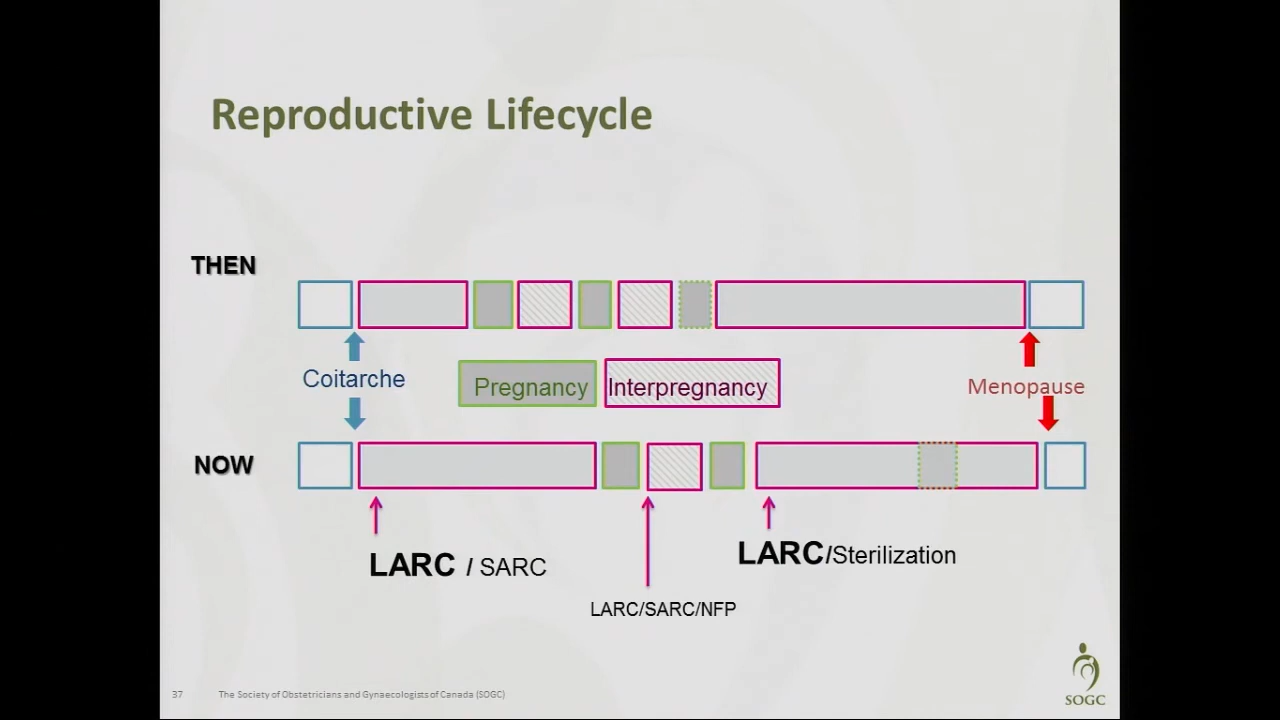 Reproductive Lifecycle
THEN
Coitarche
Pregnancy
Interpregnancy
Menopause
NOW
LARC / SARC
LARC/Sterilization
LARC/SARC/NFP
37
The Society of Obstetricians and Gynaecologists of Canada (SOGC)
SOGC